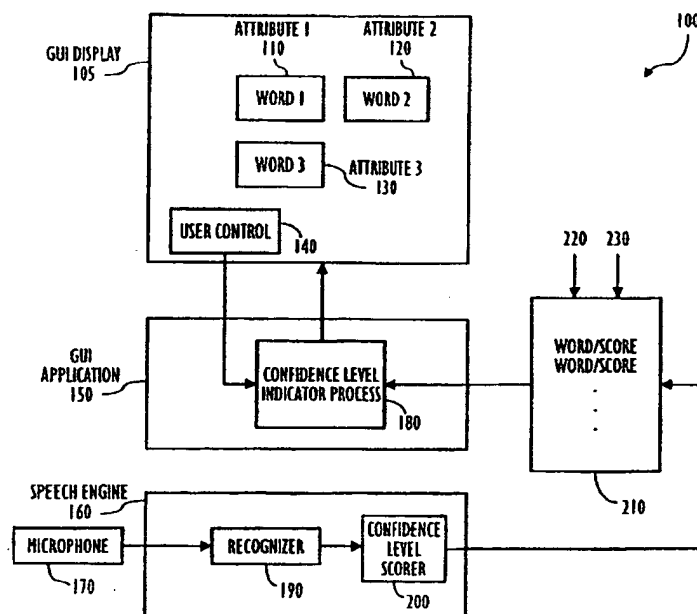 ATTRIBUTE 1
110
ATTRIBUTE 2
120
100
GUI DISPLAY
105
WORD 1
WORD 2
WORD 3
ATTRIBUTE 3
130
USER CONTROL
140
220
230
GUI
APPLICATION
150
CONFIDENCE LEVEL
INDICATOR PROCESS
180
WORD/SCORE
WORD/SCORE
.
.
.
.
210
SPEECH ENGINE
160
MICROPHONE
170
RECOGNIZER
190
CONFIDENCE
LEVEL
SCORER
200